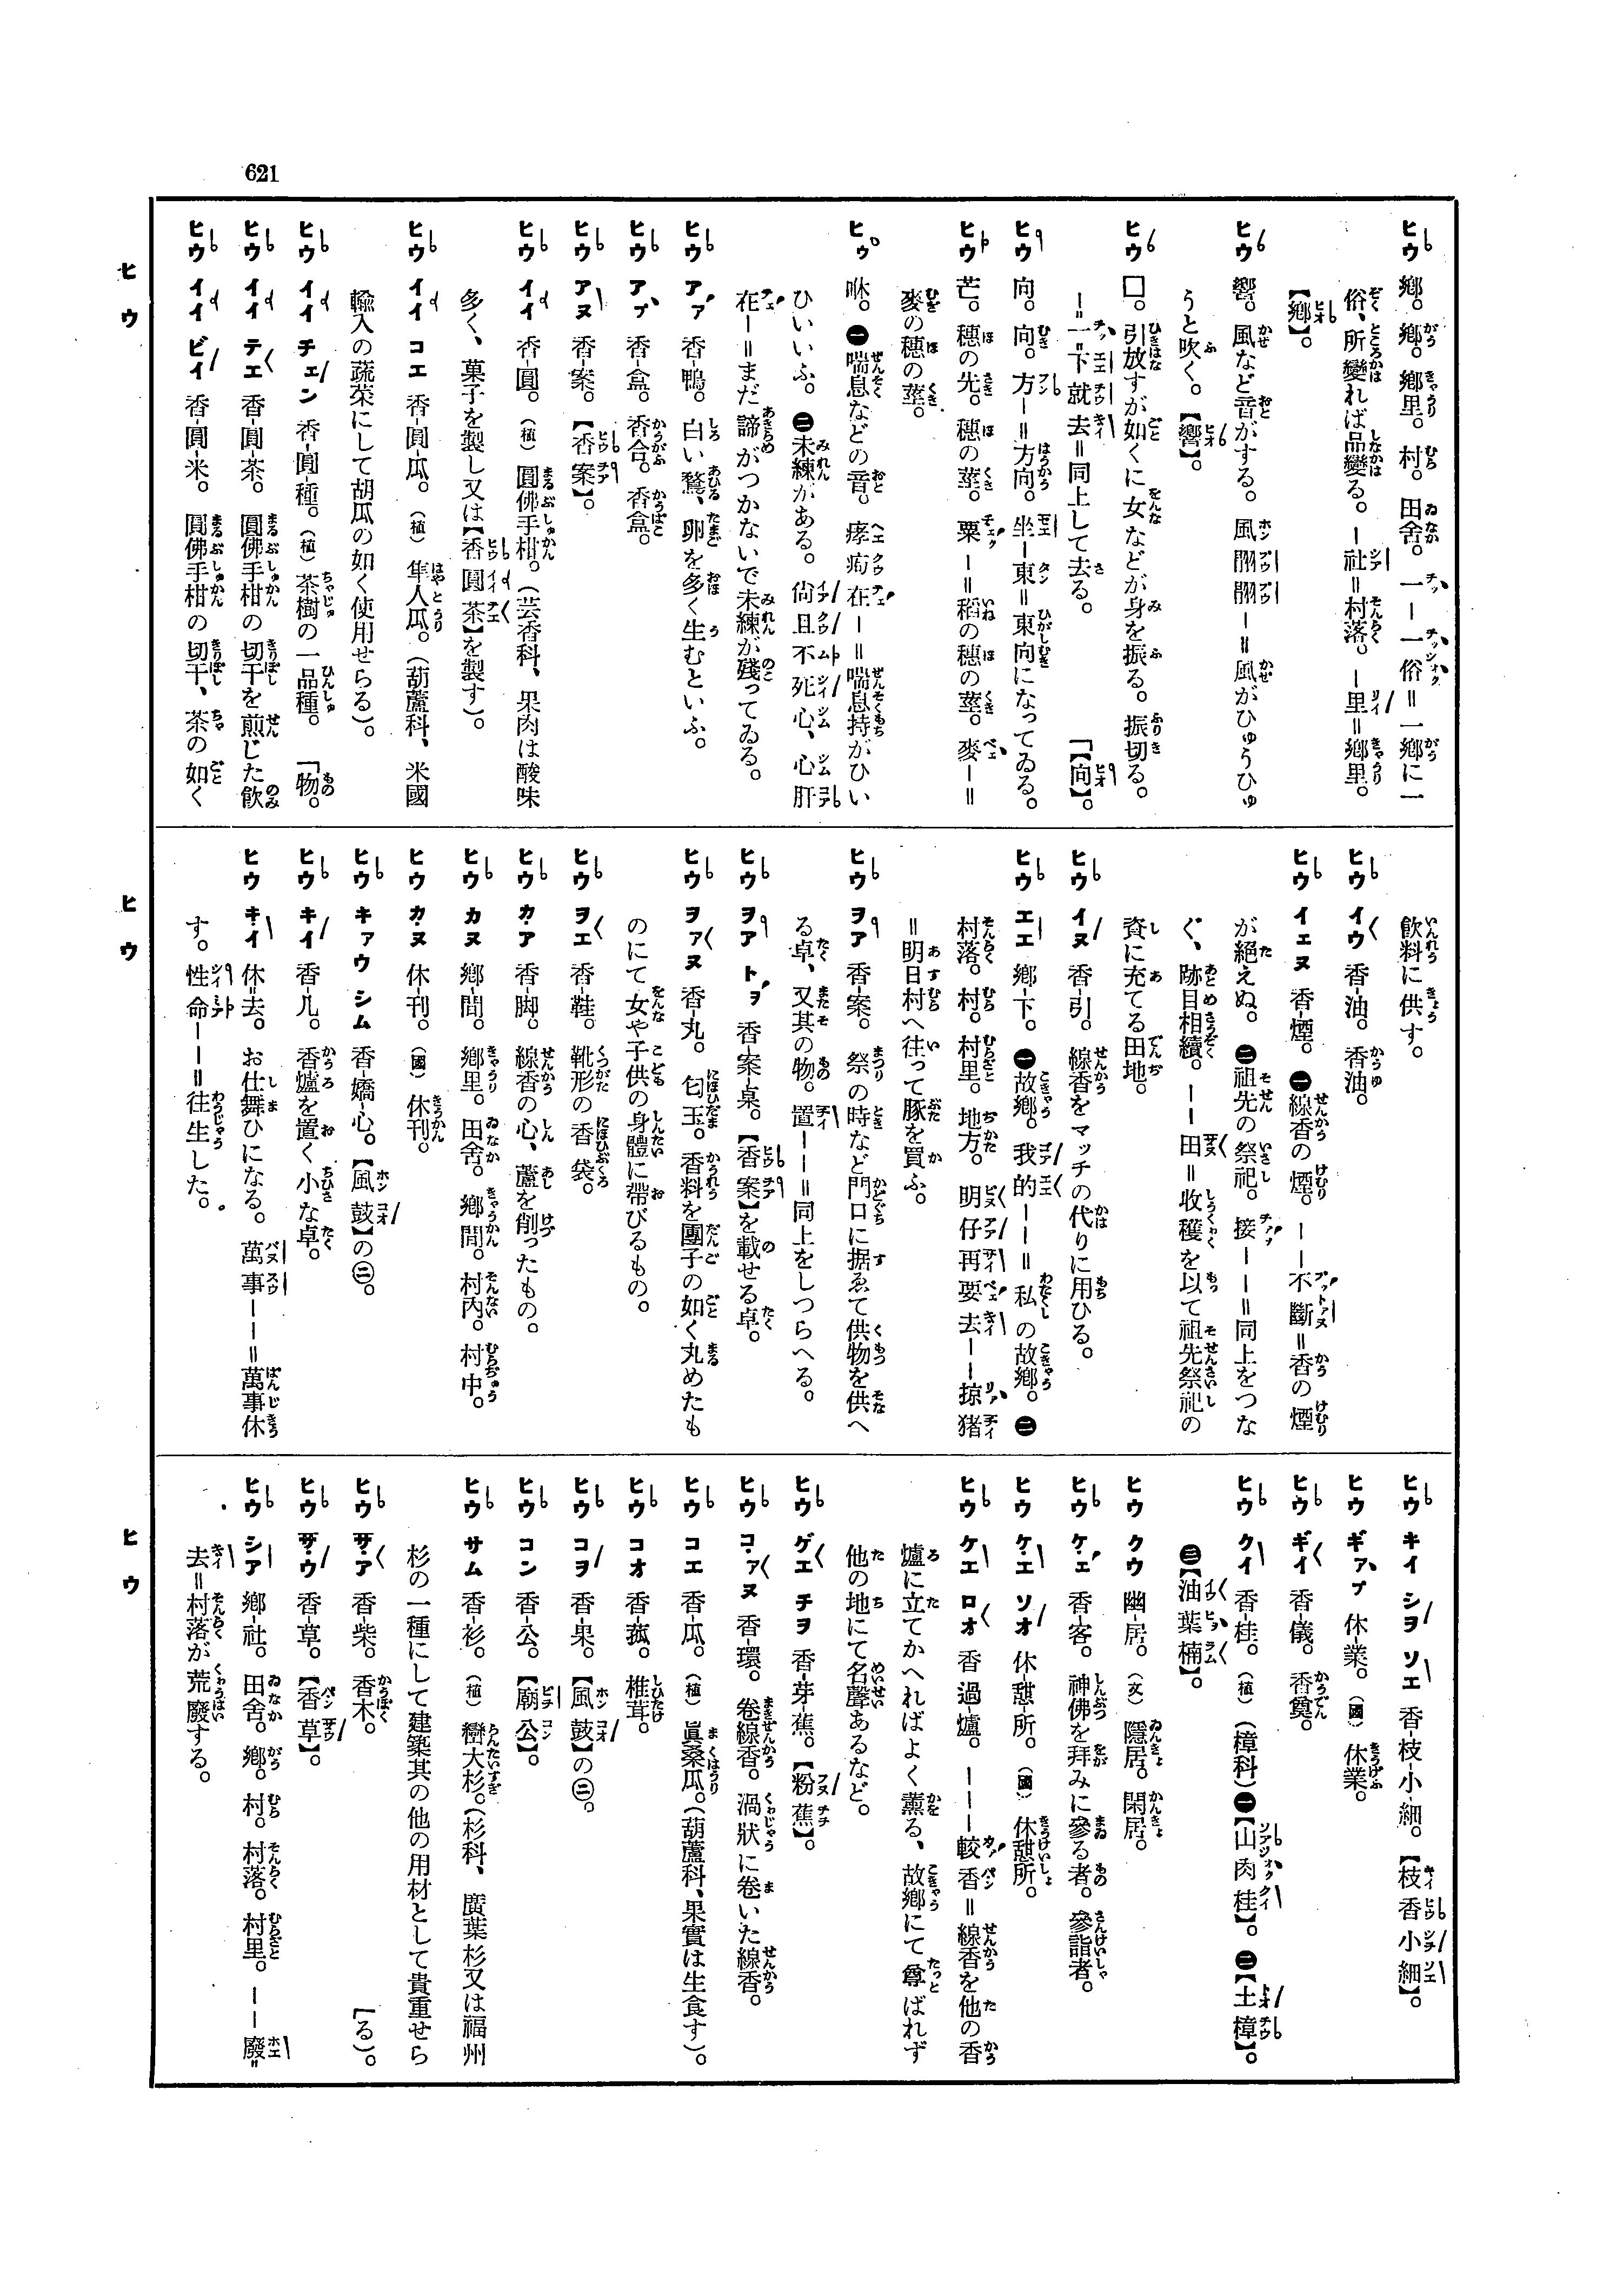 621
ヒウ 鄕。鄕。鄕里。村。田舍。一ー一俗=一鄕に一
俗、所變れば品變る。ー社=村落。ー里=鄕里。
【鄕】。
ヒウ 響。風など音がする。風颼颼ー=風がひゅうひゅ
うと吹く。【響】。
ヒウ 囗。引放すが如くに女などが身を振る。振切る。
ー=一下就去=同上して去る。
ヒウ 向。向。方ー=方向。坐ー東=東向になってゐる。「【向】。
ヒウ 芒。穗の先。穗の莖。粟ー=稻の穗の莖。麥ー=
麥の穗の莖。
ヒゥ 咻。㊀喘息などの音。痚疴在ー=喘息持がひい
ひいいふ。㊁未練がある。尙且不死心、心肝
在ー=まだ諦がつかないで未練が殘ってゐる。
ヒウ アァ 香-鴨。白い鶩、卵を多く生むといふ。
ヒウ アㇷ゚ 香-盒。香合。香盒。
ヒウ アヌ 香-案。【香案】。
ヒウ イイ 香-圓。(植)圓佛手柑。(芸香科、果肉は酸味
多く、菓子を製し又は【香圓茶】を製す)。
ヒウ イイ コエ 香-圓-瓜。(植)隼人瓜。(葫蘆科、米國
輸入の蔬菜にして胡瓜の如く使用せらる)。
ヒウ イイ チェン 香-圓-種。(植)茶樹の一品種。「物。
ヒウ イイ テエ 香-圓-茶。圓佛手柑の切干を煎じた飮
ヒウ イイ ビイ 香-圓-米。圓佛手柑の切干、茶の如く
ヒウ
飮料に供す。
ヒウ イウ 香-油。香油。
ヒウ イェヌ 香-煙。㊀線香の煙。ーー不斷=香の煙
が絕えぬ。㊁祖先の祭祀。接ーー=同上をつな
ぐ、跡目相續。ーー田=收穫を以て祖先祭祀の
資に充てる田地。
ヒウ イヌ 香-引。線香をマッチの代りに用ひる。
ヒウ エエ 鄕-下。㊀故鄕。我的ーー=私の故鄕。㊁
村落。村。村里。地方。明仔再要去ーー掠猪
=明日村へ往って豚を買ふ。
ヒウ ヲア 香-案。祭の時など門口に据ゑて供物を供へ
る卓、又其の物。置ーー=同上をしつらへる。
ヒウ ヲア トヲ 香-案-桌。【香案】を載せる卓。
ヒウ ヲァヌ 香-丸。匂玉。香料を團子の如く丸めたも
のにて女や子供の身體に帶びるもの。
ヒウ ヲエ 香-鞋。靴形の香袋。
ヒウ カ・ア 香-脚。線香の心、蘆を削ったもの。
ヒウ カヌ 鄕-間。鄕里。田舍。鄕間。村內。村中。
ヒウ カ・ヌ 休-刊。(國)休刊。
ヒウ キァウ シム 香-嬌-心。【風鼓】の㊁。
ヒウ キイ 香-几。香爐を置く小な卓。
ヒウ キ・イ 休-去。お仕舞ひになる。萬事ーー=萬事休
す。性命ーー=往生した。
ヒウ
ヒウ キイ シヲ ソエ 香-枝-小-細。【枝香小細】。
ヒウ ギァㇷ゚ 休-業。(國)休業。
ヒウ ギイ 香-儀。香奠。
ヒウ クイ 香-桂。(植)(樟科)㊀【山肉桂】。㊁【土樟】。
㊂【油葉楠】。
ヒウ クウ 幽-居。(文)隱居。閑居。
ヒウ ケ・ェ 香-客。神佛を拜みに參る者。參詣者。
ヒウ ケ・エ ソオ 休-憩-所。(國)休憩所。
ヒウ ケエ ロオ 香-過-爐。ーーー較香=線香を他の香
爐に立てかへればよく薰る、故鄕にて尊ばれず
他の地にて名聲あるなど。
ヒウ ゲエ チヲ 香-芽-蕉。【粉蕉】。
ヒウ コ・ァヌ 香-環。卷線香。渦狀に卷いた線香。
ヒウ コエ 香-瓜。(植)眞桑瓜。(葫蘆科、果實は生食す)。
ヒウ コオ 香-菰。椎茸。
ヒウ コヲ 香-果。【風鼓】の㊁。
ヒウ コン 香-公。【廟公】。
ヒウ サム 香-杉。(植)巒大杉。(杉科、廣葉杉又は福州
杉の一種にして建築其の他の用材として貴重せら
ヒウ サ・ア 香-柴。香木。「る)。
ヒウ サ・ウ 香-草。【香草】。
ヒウ シア 鄕-社。田舍。鄕。村。村落。村里。ーー廢
去=村落が荒廢する。
ヒウ